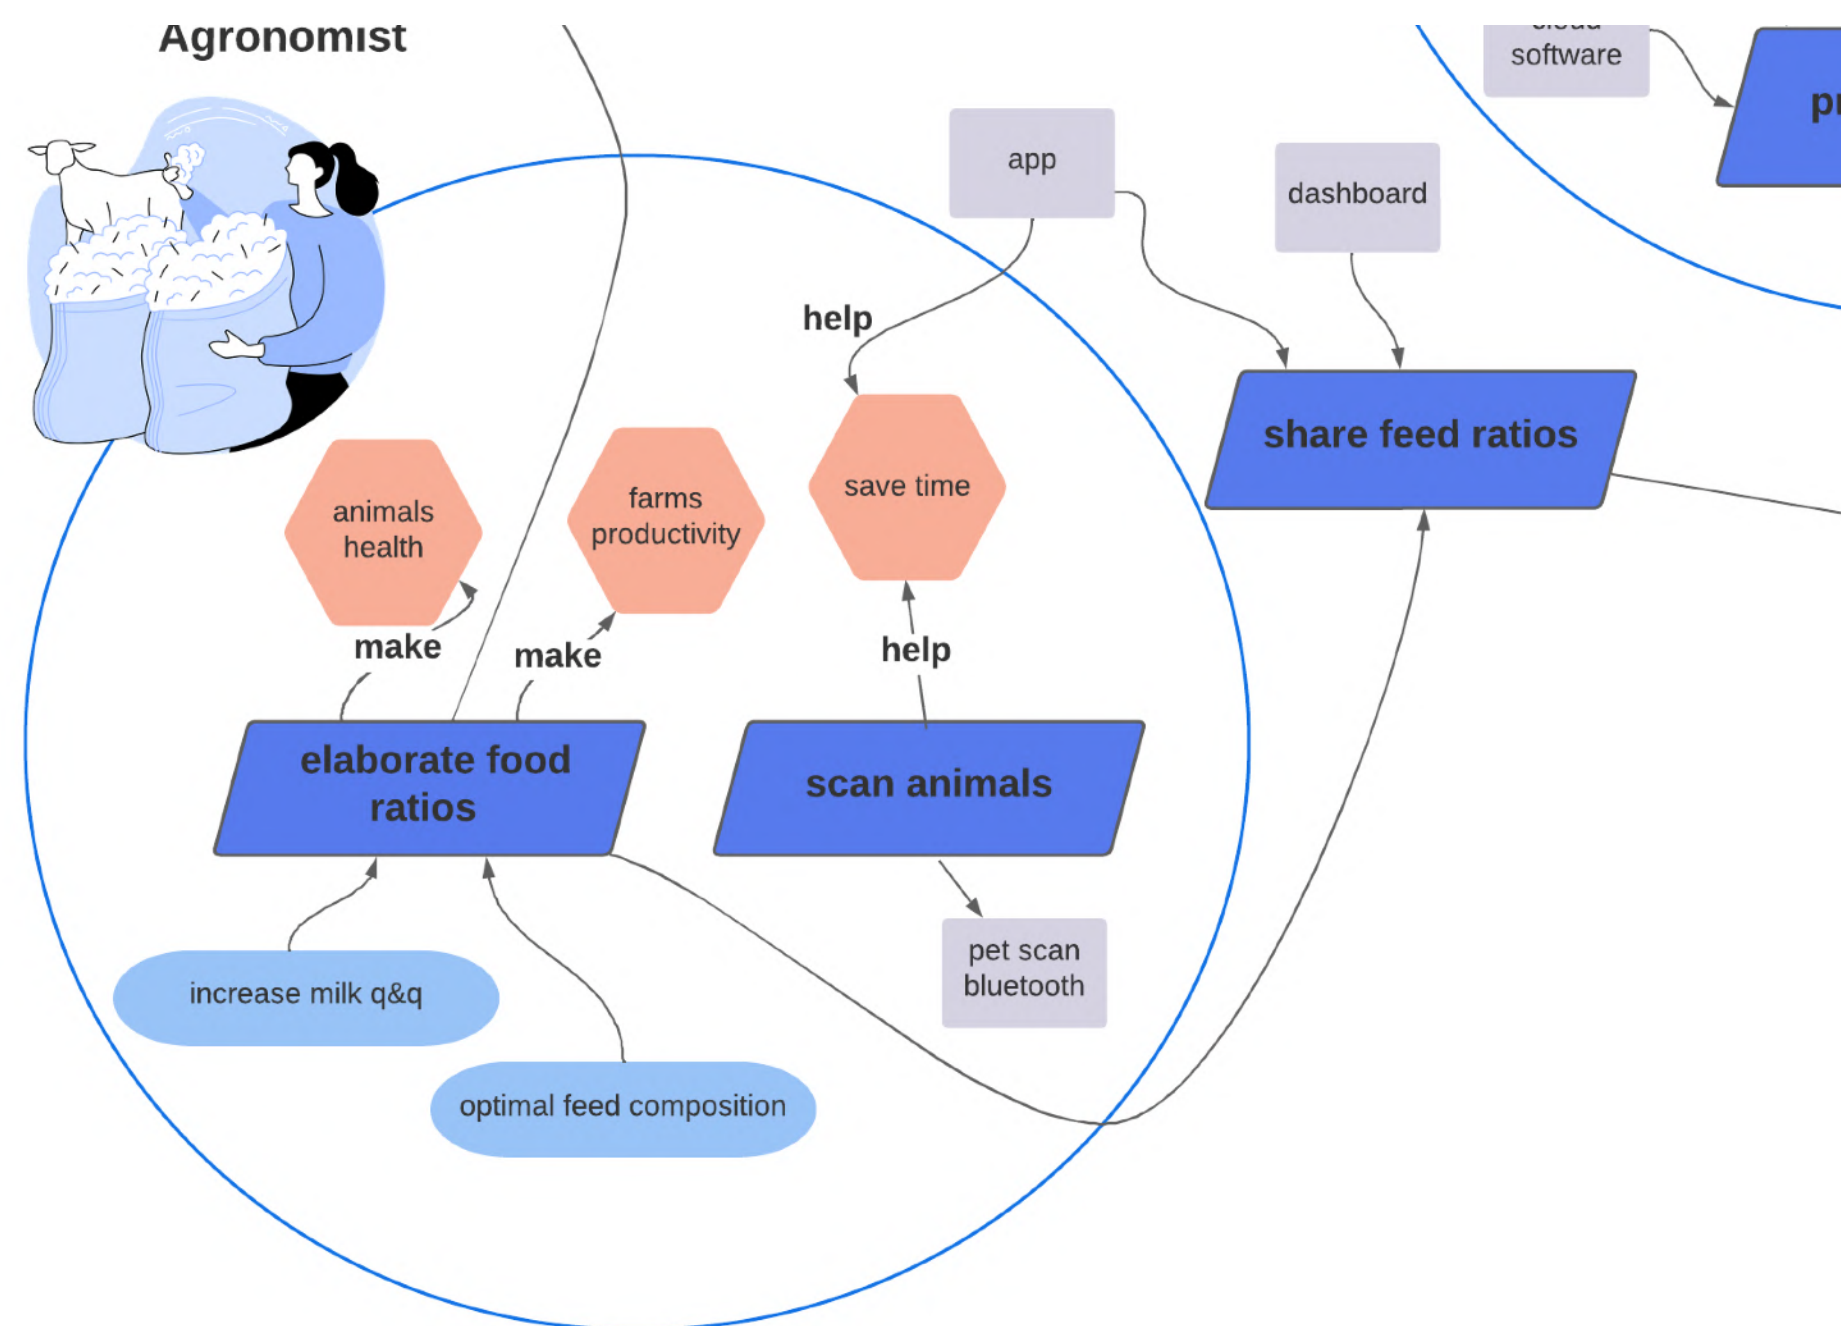 Agronomist
software
app
dashboard
help
share feed ratios
save time
farms
productivity
animals
health
make
make
help
elaborate food
ratios
scan animals
pet scan
bluetooth
increase milk q&q
optimal feed composition